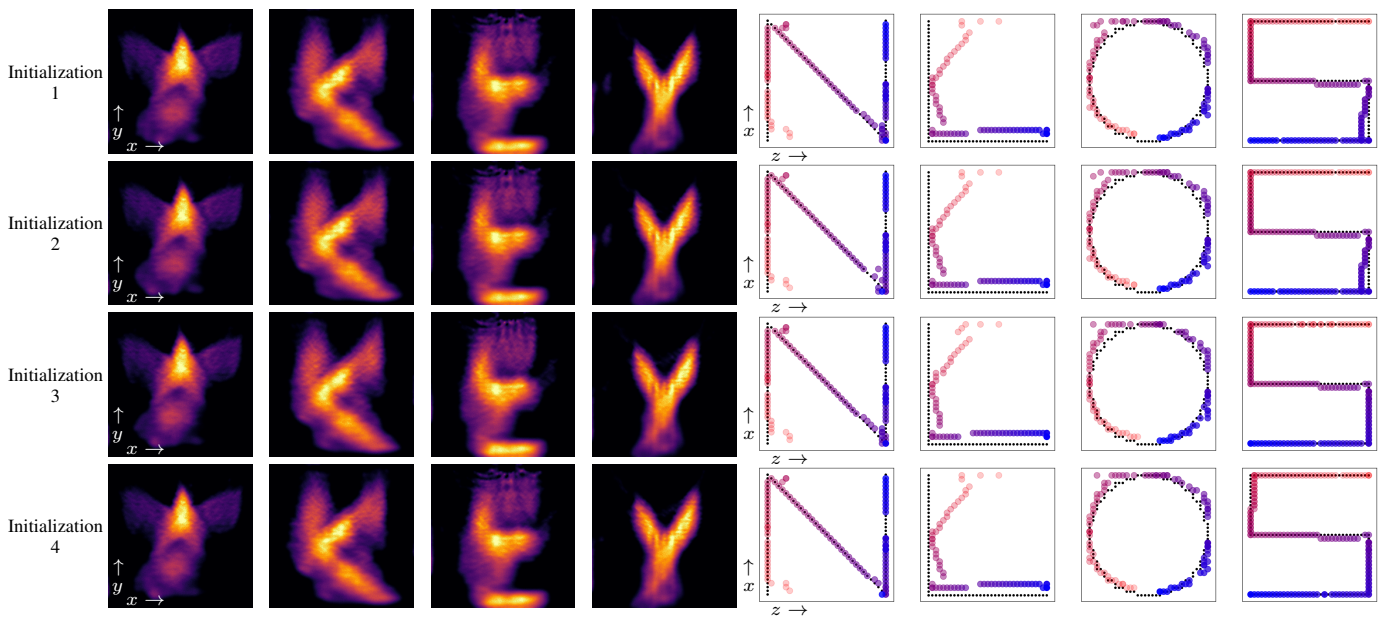 Initialization
1
↑
y
x →
↑
x
z →
Initialization
2
↑
y
x →
↑
x
z →
Initialization
3
↑
y
x →
↑
x
z →
Initialization
4
↑
y
x →
↑
x
z →